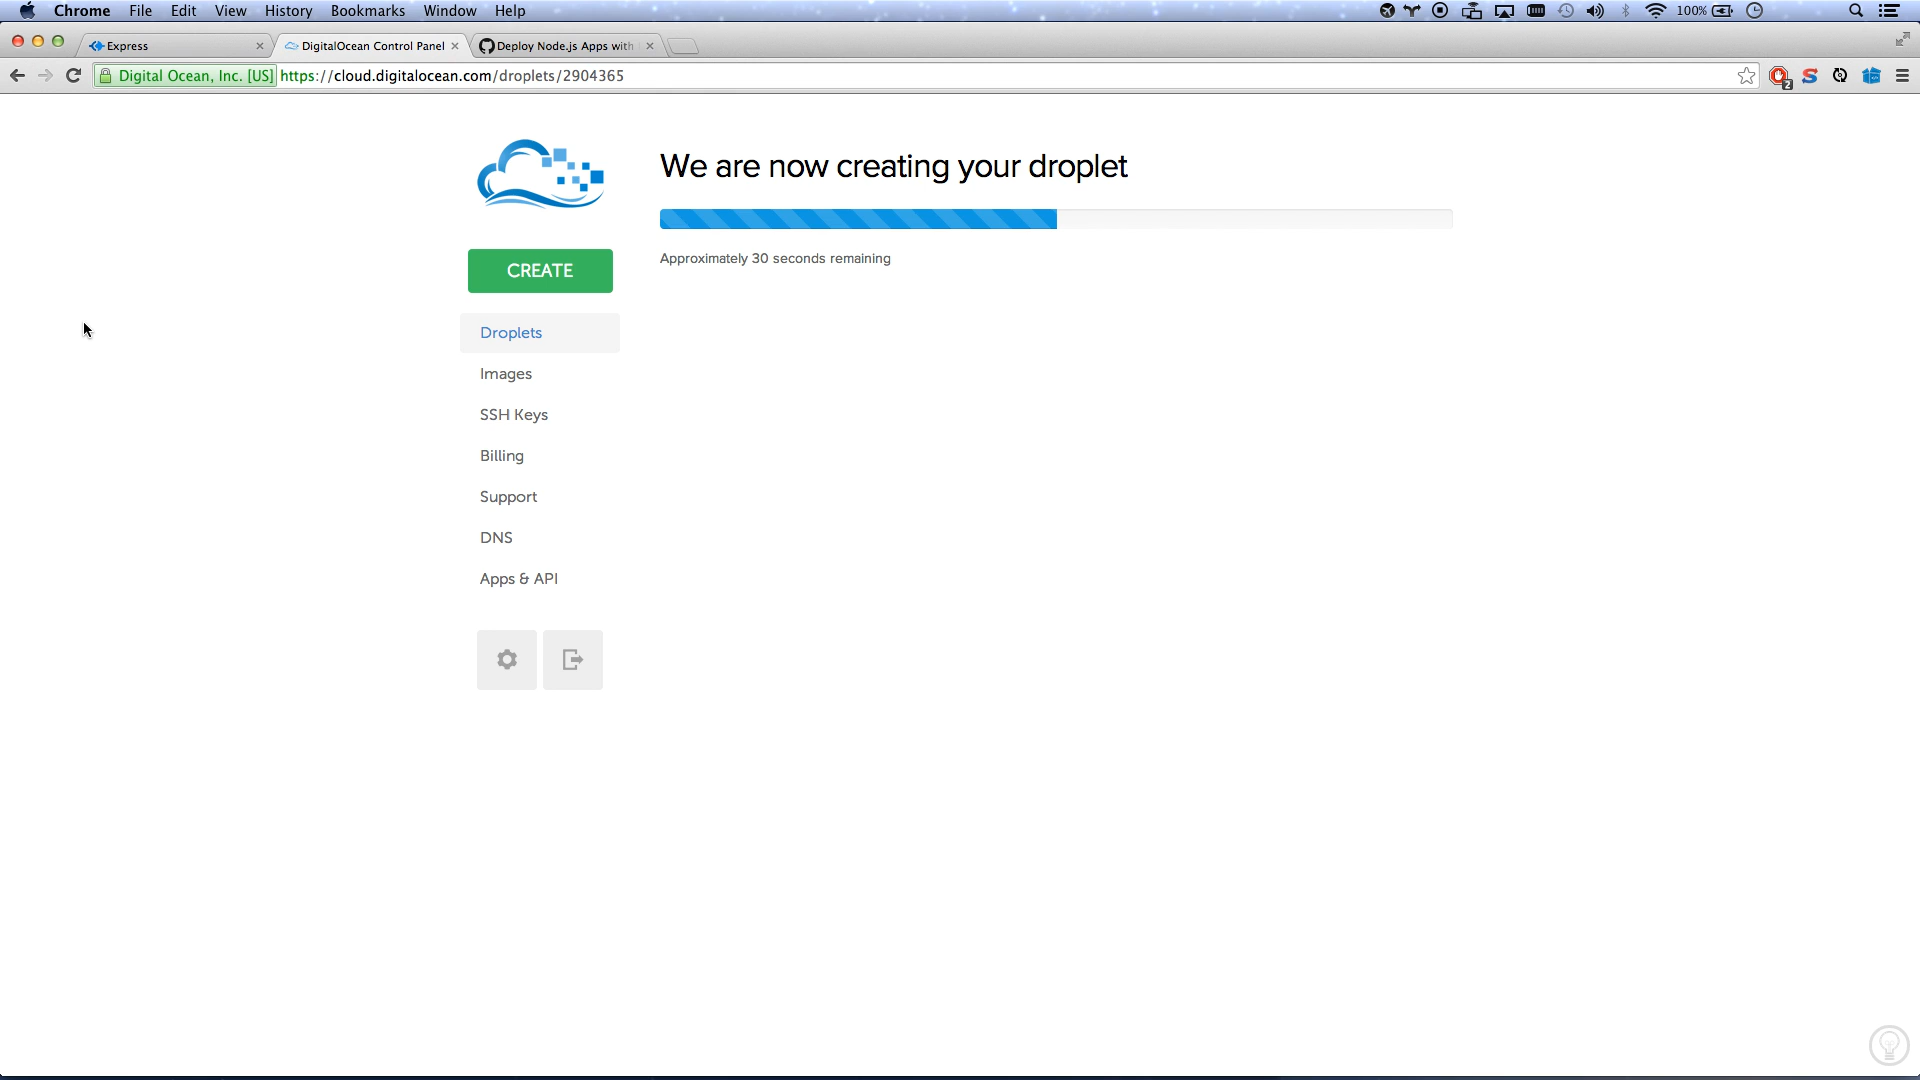 Chrome File Edit View History Bookmarks Window Help 100%
Express DigitalOcean Control Panel Deploy Node.js Apps with
Digital Ocean, Inc. [US] https://cloud.digitalocean.com/droplets/2904365 2
We are now creating your droplet
Approximately 30 seconds remaining
CREATE
Droplets
Images
SSH Keys
Billing
Support
DNS
Apps & API